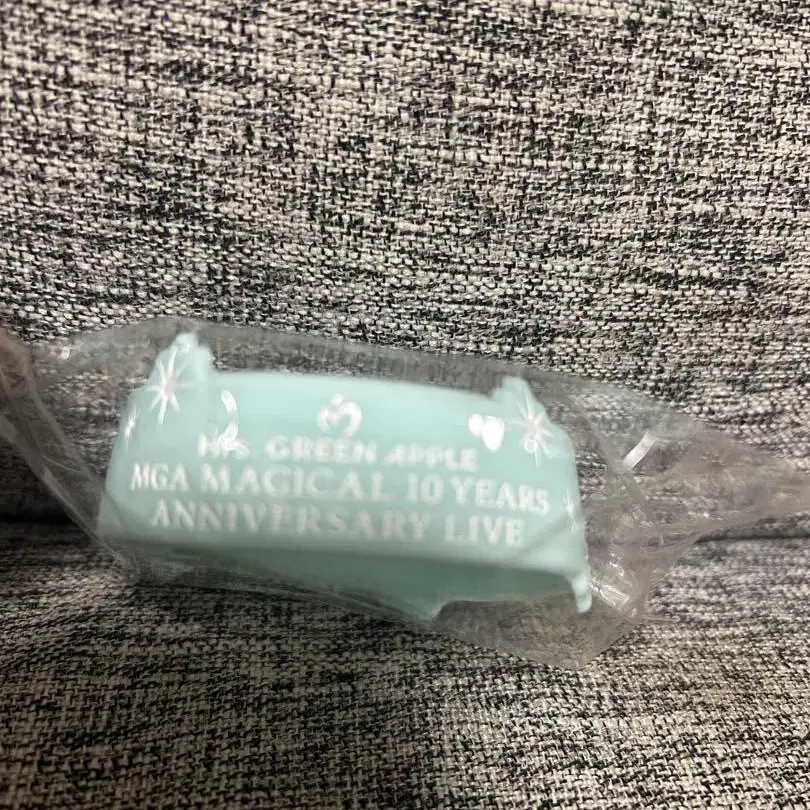 Mrs. GREEN APPLE
MGA MAGICAL 10 YEARS
ANNIVERSARY LIVE